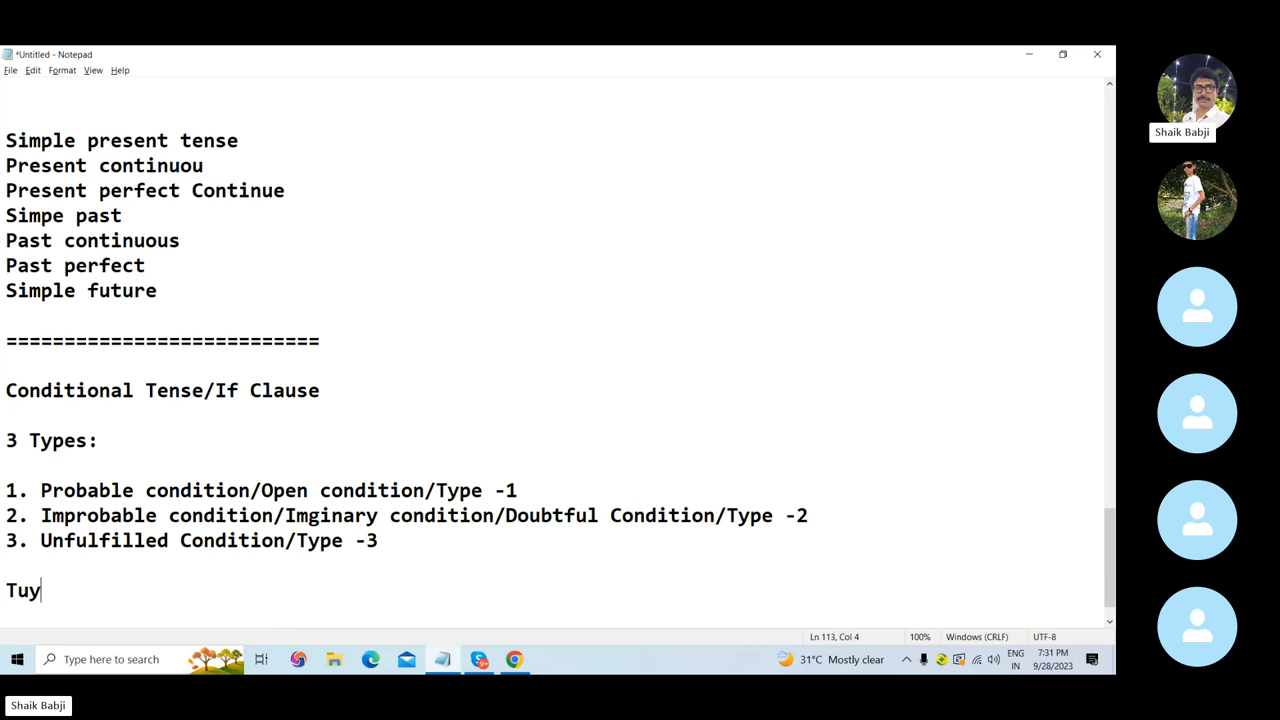 *Untitled - Notepad
File Edit Format View Help
Simple present tense
Present continuou
Present perfect Continue
Simpe past
Past continuous
Past perfect
Simple future
===========================
Conditional Tense/If Clause
3 Types:
1. Probable condition/Open condition/Type -1
2. Improbable condition/Imginary condition/Doubtful Condition/Type -2
3. Unfulfilled Condition/Type -3
Tuy
Ln 113, Col 4 100% Windows (CRLF) UTF-8
Type here to search
31°C Mostly clear
ENG
IN
7:31 PM
9/28/2023
Shaik Babji
Shaik Babji